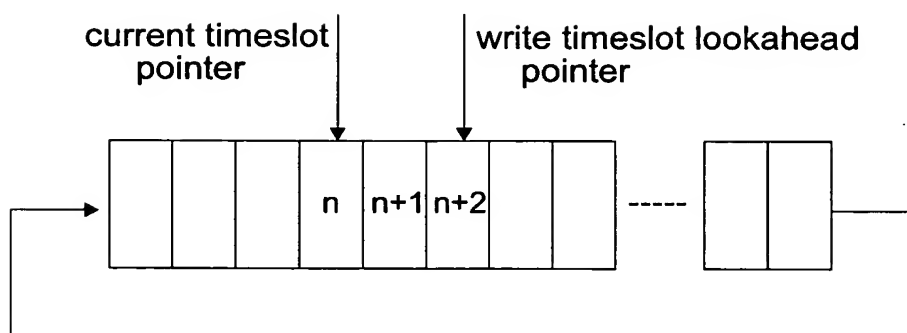 current timeslot
pointer
write timeslot lookahead
pointer
n n+1 n+2 -----